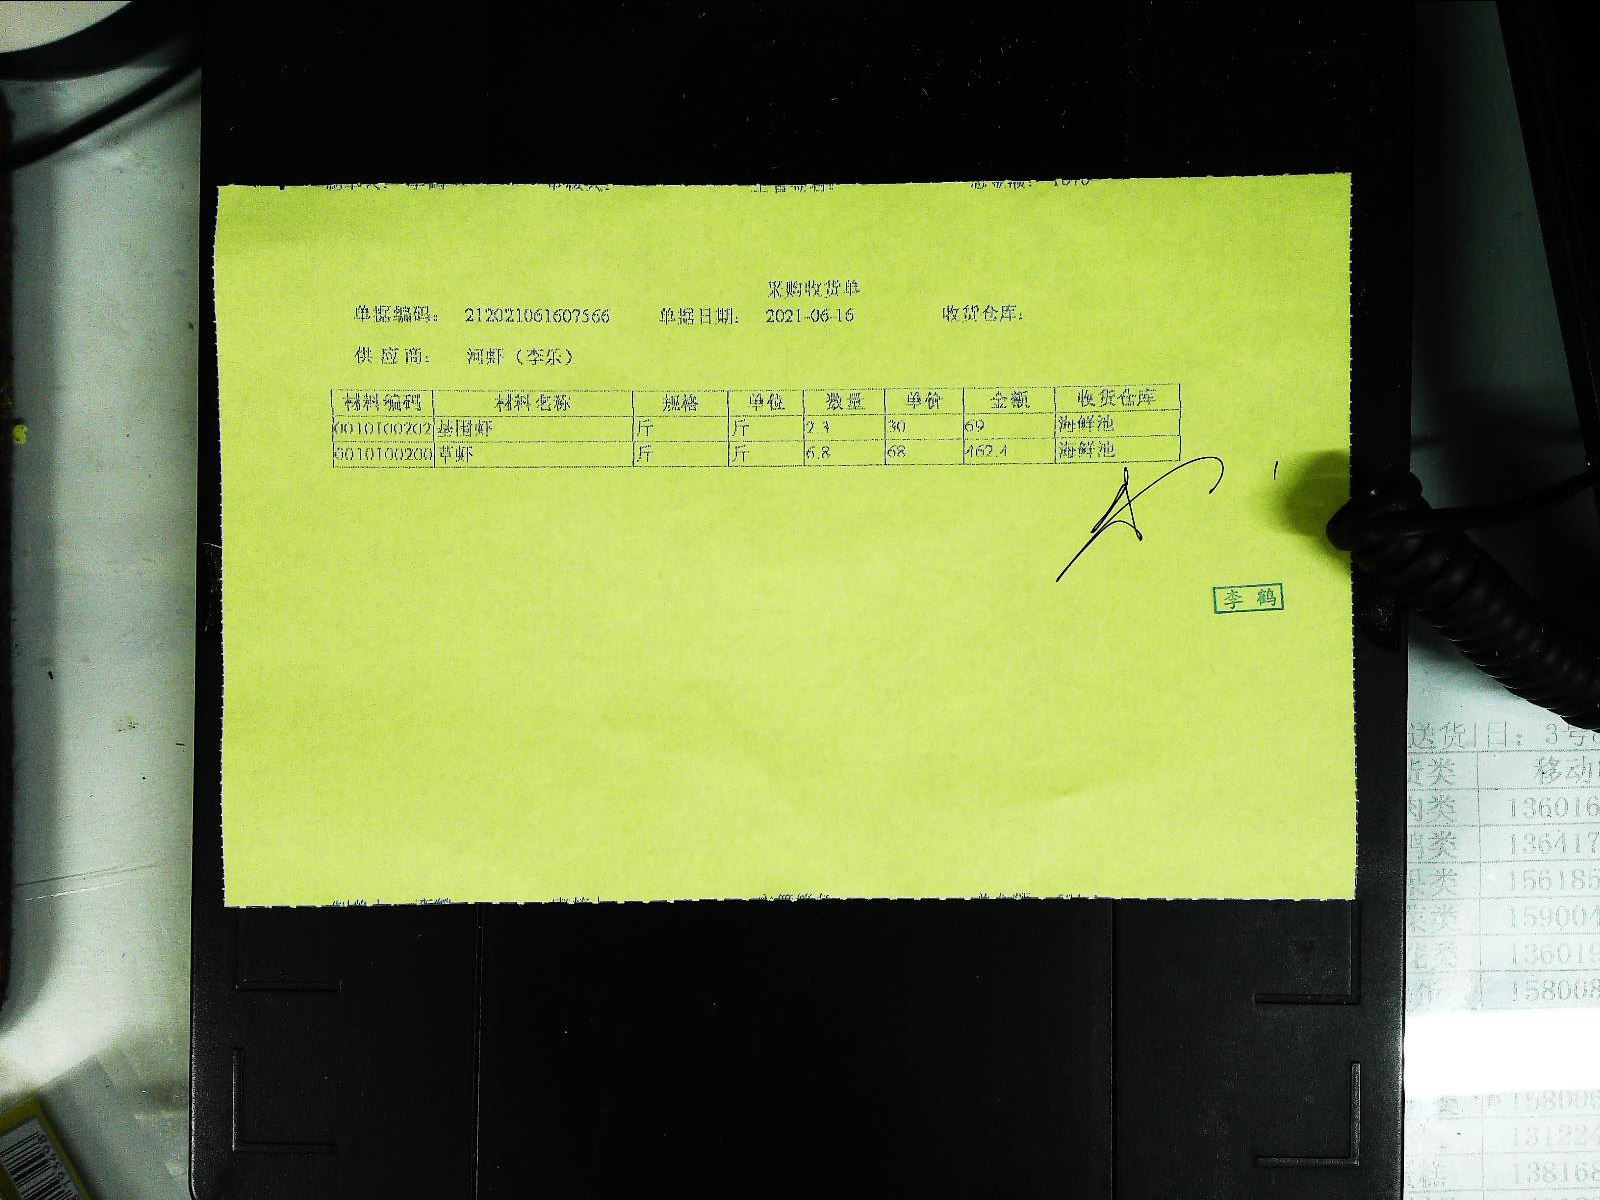 采购收货单
单据编码: 212021061607566 单据日期: 2021-06-16 收货仓库:
供应商: 河虾（李乐）
材料编码 材料名称 规格 单位 数量 单价 金额 收货仓库
0010100202 基围虾 斤 斤 2.3 30 69 海鲜池
0010100200 草虾 斤 斤 6.8 68 462.4 海鲜池
李鹤
送货 日: 3号
类 移动
肉类 136016
类 136417
类 156185
菜类 159004
类 136019
158008
158006
13122
糕 138168